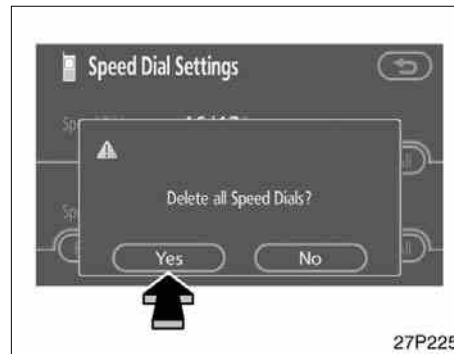 Speed Dial Settings
Delete all Speed Dials?
Yes No
27P225